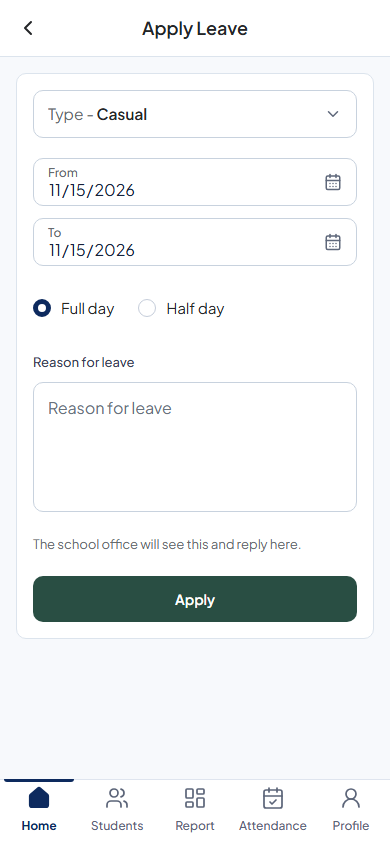 Apply Leave
Type - Casual
From
11/15/2026
To
11/15/2026
Full day
Half day
Reason for leave
Reason for leave
The school office will see this and reply here.
Apply
Home
Students
Report
Attendance
Profile